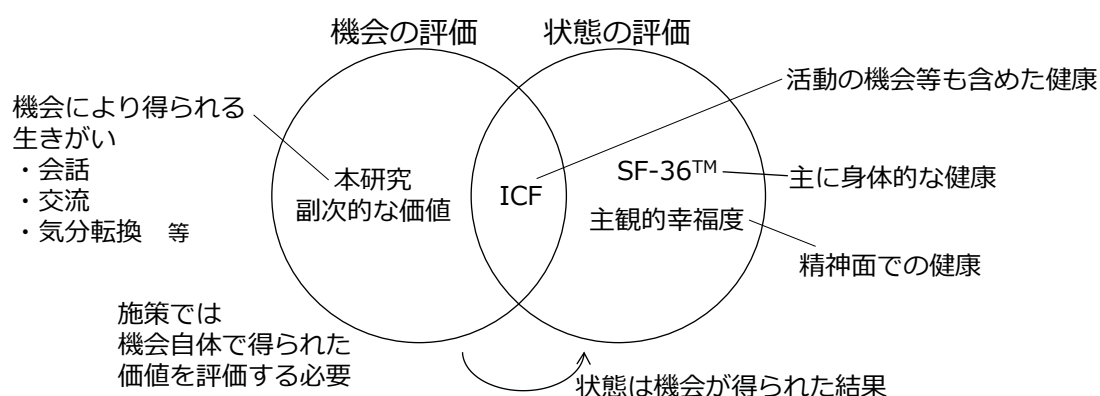 機会の評価
状態の評価
機会により得られる
生きがい
・会話
・交流
・気分転換　等
本研究
副次的な価値
ICF
SF-36™
主観的幸福度
活動の機会等も含めた健康
主に身体的な健康
精神面での健康
施策では
機会自体で得られた
価値を評価する必要
状態は機会が得られた結果